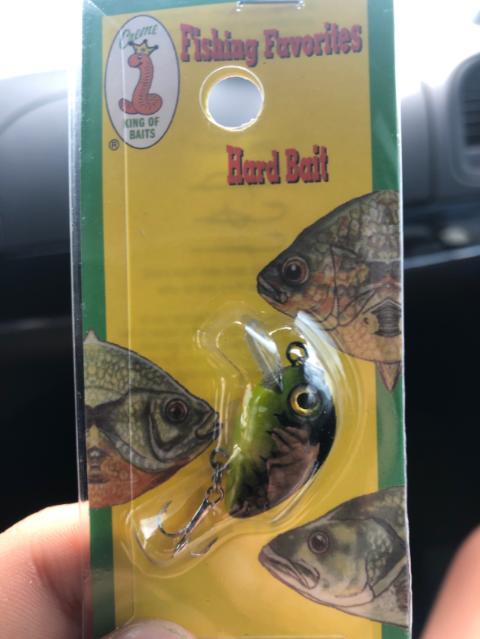 Creme
KING OF
BAITS
®
Fishing Favorites
Hard Bait